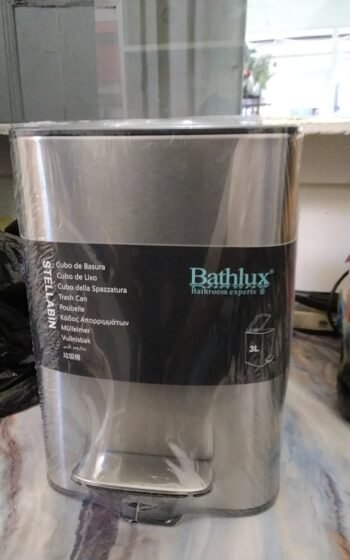 STELLABIN
Cubo de Basura
Cubo de Lixo
Cubo della Spazzatura
Trash Can
Poubelle
Κάδος Απορριμμάτων
Mülleimer
Vuilnisbak
垃圾桶
Bathlux®
Bathroom experts
3L